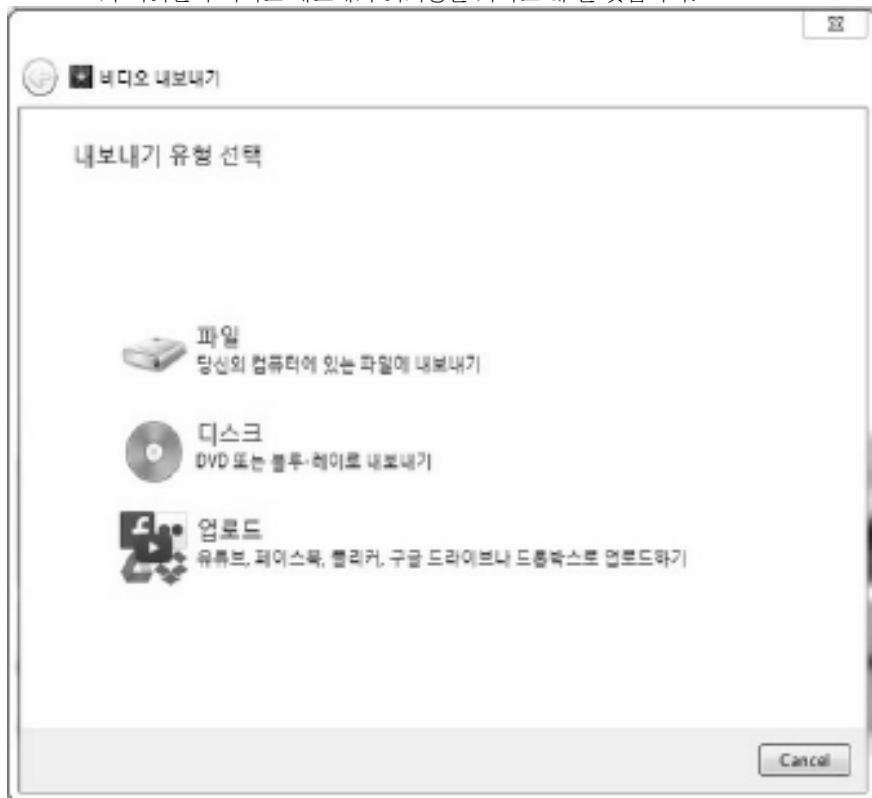 비디오 내보내기
내보내기 유형 선택
파일
당신의 컴퓨터에 있는 파일에 내보내기
디스크
DVD 또는 블루-레이로 내보내기
업로드
유튜브, 페이스북, 플리커, 구글 드라이브나 드롭박스로 업로드하기
Cancel